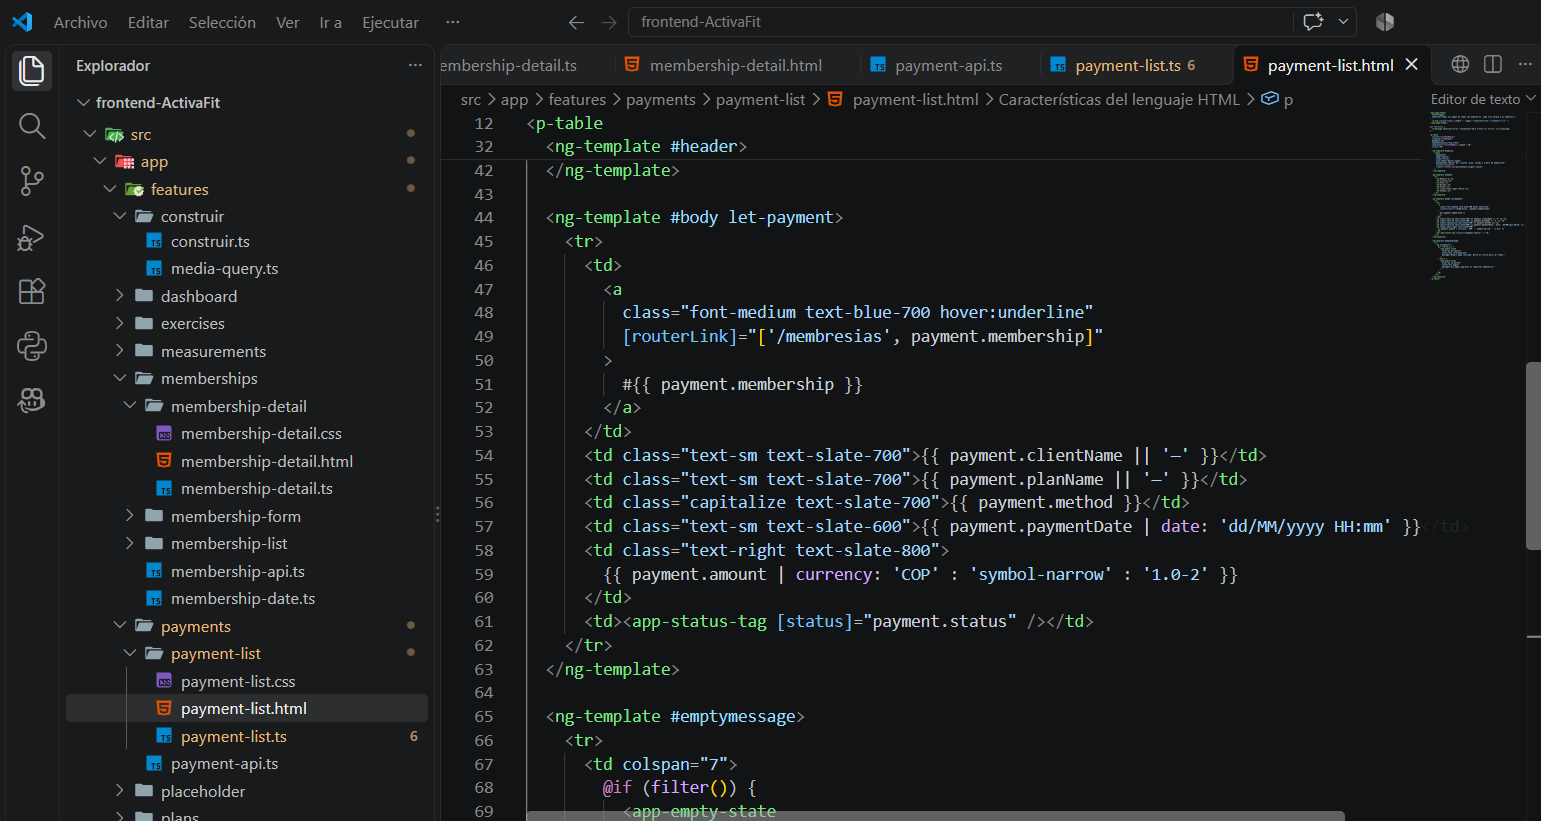 Archivo Editar Selección Ver Ir a Ejecutar ··· frontend-ActivaFit
Explorador ···
frontend-ActivaFit
src
app
features
construir
construir.ts
media-query.ts
dashboard
exercises
measurements
memberships
membership-detail
membership-detail.css
membership-detail.html
membership-detail.ts
membership-form
membership-list
membership-api.ts
membership-date.ts
payments
payment-list
payment-list.css
payment-list.html
payment-list.ts 6
payment-api.ts
placeholder
plans
embership-detail.ts membership-detail.html payment-api.ts payment-list.ts 6 payment-list.html
src > app > features > payments > payment-list > payment-list.html > Características del lenguaje HTML > p
Editor de texto
12 <p-table
32 <ng-template #header>
42 </ng-template>
43
44 <ng-template #body let-payment>
45 <tr>
46 <td>
47 <a
48 class="font-medium text-blue-700 hover:underline"
49 [routerLink]="['/membresias', payment.membership]"
50 >
51 #{{ payment.membership }}
52 </a>
53 </td>
54 <td class="text-sm text-slate-700">{{ payment.clientName || '—' }}</td>
55 <td class="text-sm text-slate-700">{{ payment.planName || '—' }}</td>
56 <td class="capitalize text-slate-700">{{ payment.method }}</td>
57 <td class="text-sm text-slate-600">{{ payment.paymentDate | date: 'dd/MM/yyyy HH:mm' }}</td>
58 <td class="text-right text-slate-800">
59 {{ payment.amount | currency: 'COP' : 'symbol-narrow' : '1.0-2' }}
60 </td>
61 <td><app-status-tag [status]="payment.status" /></td>
62 </tr>
63 </ng-template>
64
65 <ng-template #emptymessage>
66 <tr>
67 <td colspan="7">
68 @if (filter()) {
69 <app-empty-state